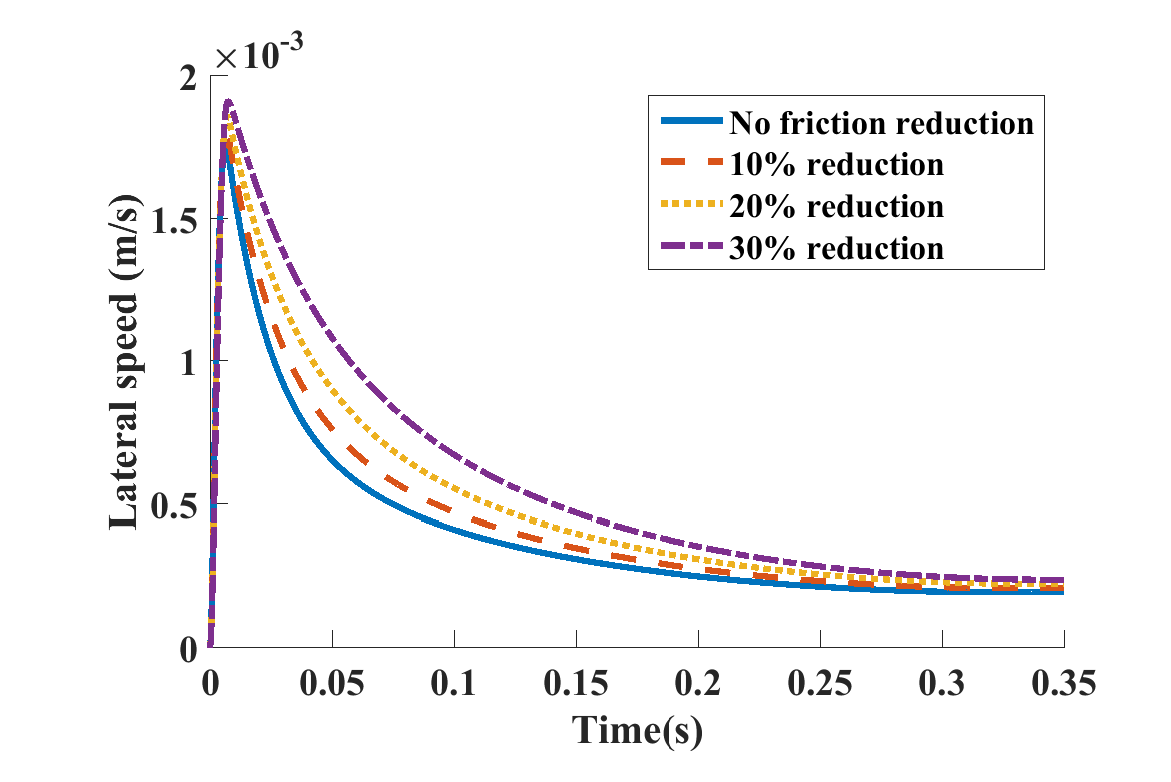 ×10-3
2
1.5
1
0.5
0
Lateral speed (m/s)
No friction reduction
10% reduction
20% reduction
30% reduction
0 0.05 0.1 0.15 0.2 0.25 0.3 0.35
Time(s)